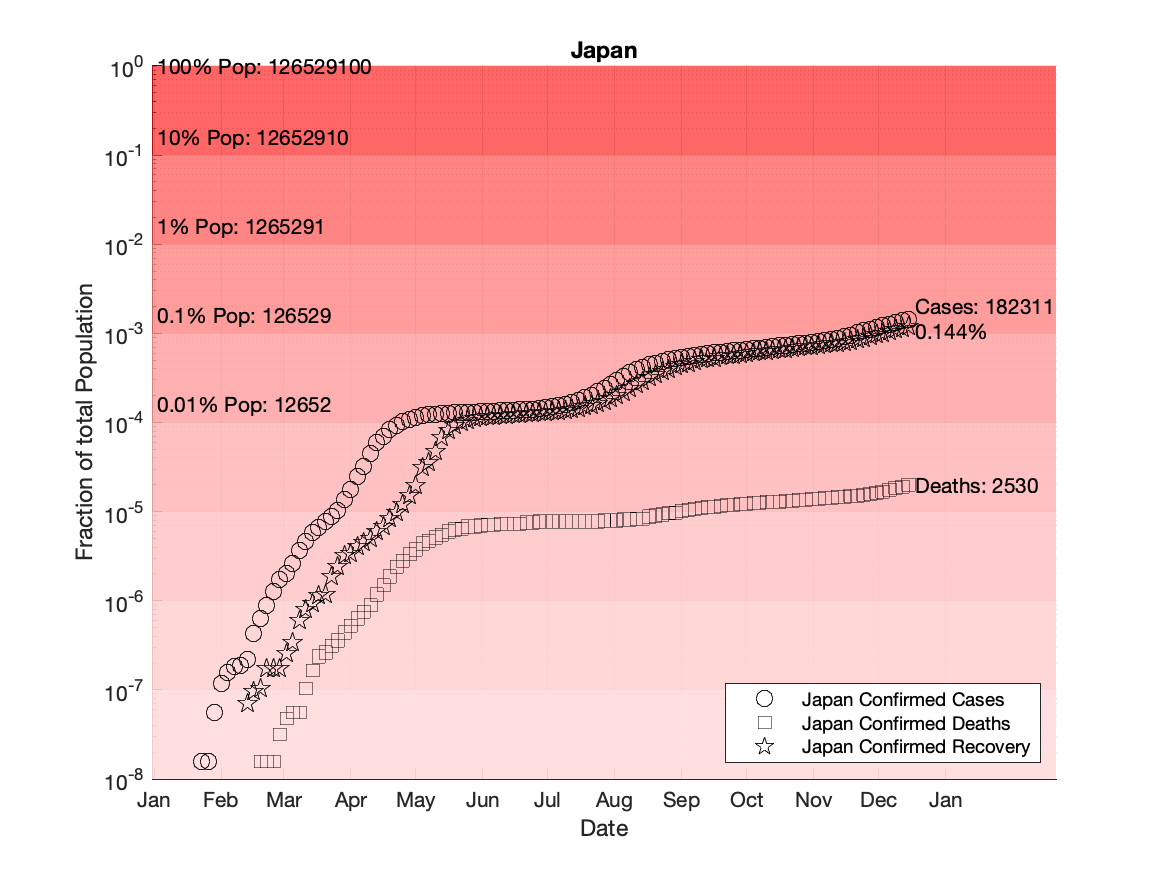 Japan
10^0
100% Pop: 126529100
10% Pop: 12652910
10^-1
1% Pop: 1265291
10^-2
Cases: 182311
0.1% Pop: 126529
10^-3
0.144%
0.01% Pop: 12652
10^-4
Deaths: 2530
10^-5
10^-6
10^-7
10^-8
Fraction of total Population
Japan Confirmed Cases
Japan Confirmed Deaths
Japan Confirmed Recovery
Jan Feb Mar Apr May Jun Jul Aug Sep Oct Nov Dec Jan
Date